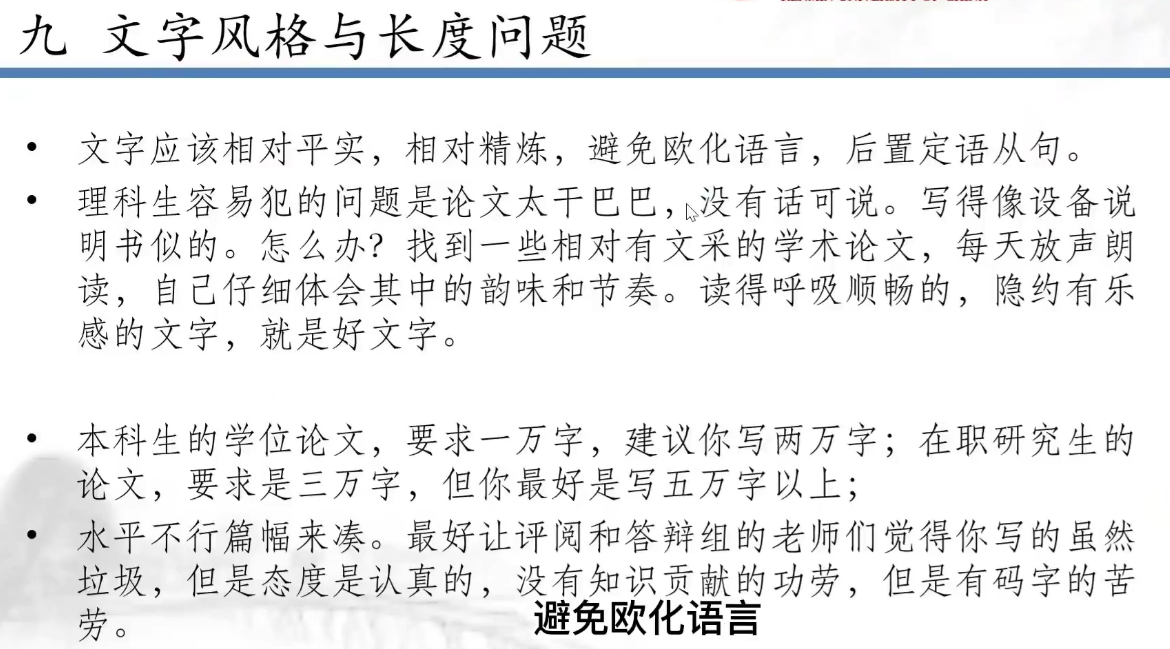 九 文字风格与长度问题
• 文字应该相对平实，相对精炼，避免欧化语言，后置定语从句。
• 理科生容易犯的问题是论文太干巴巴，没有话可说。写得像设备说
明书似的。怎么办？找到一些相对有文采的学术论文，每天放声朗
读，自己仔细体会其中的韵味和节奏。读得呼吸顺畅的，隐约有乐
感的文字，就是好文字。
• 本科生的学位论文，要求一万字，建议你写两万字；在职研究生的
论文，要求是三万字，但你最好是写五万字以上；
• 水平不行篇幅来凑。最好让评阅和答辩组的老师们觉得你写的虽然
垃圾，但是态度是认真的，没有知识贡献的功劳，但是有码字的苦
劳。
避免欧化语言